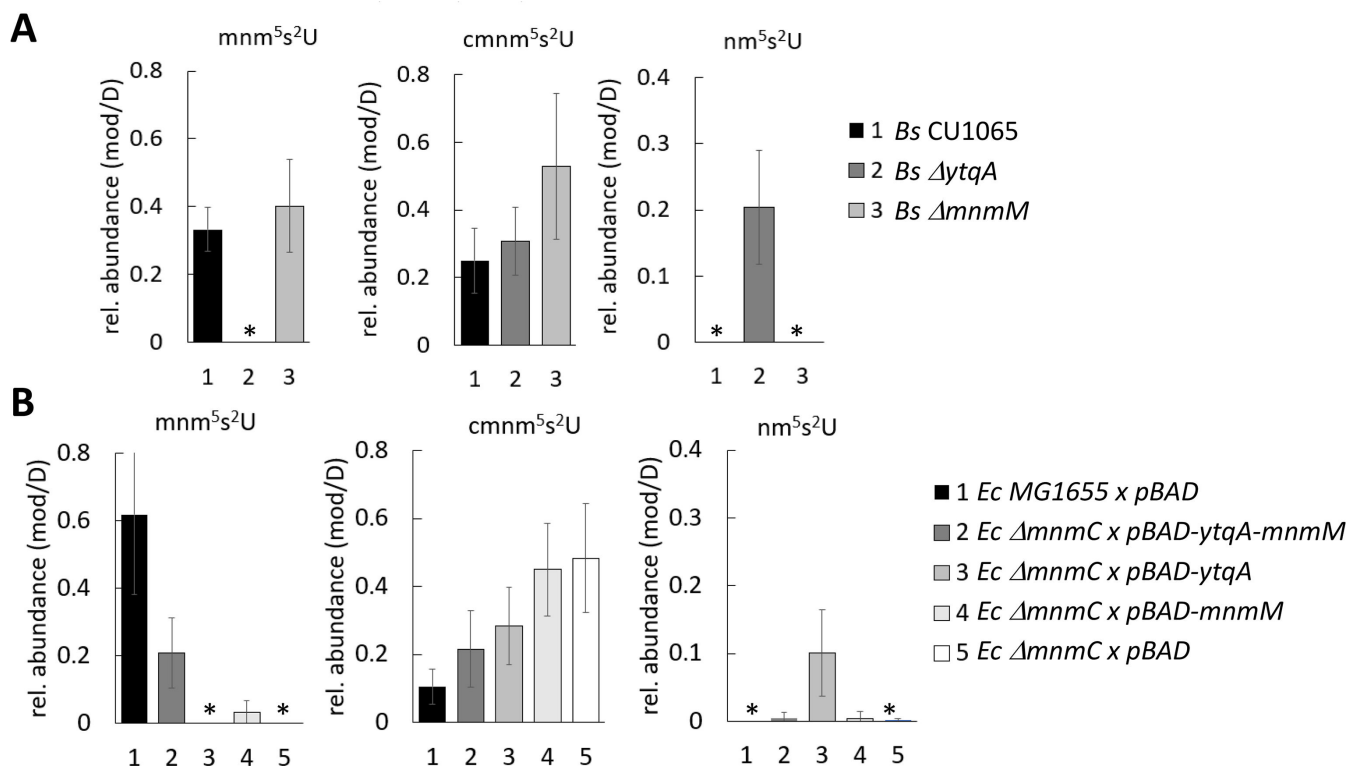 A
mnm⁵s²U
rel. abundance (mod/D)
0.8
0.6
0.4
0.2
0
*
1 2 3
cmnm⁵s²U
rel. abundance (mod/D)
0.8
0.6
0.4
0.2
0
1 2 3
nm⁵s²U
rel. abundance (mod/D)
0.4
0.3
0.2
0.1
0
* *
1 2 3
1 Bs CU1065
2 Bs ΔytqA
3 Bs ΔmnmM
B
mnm⁵s²U
rel. abundance (mod/D)
0.8
0.6
0.4
0.2
0
* *
1 2 3 4 5
cmnm⁵s²U
rel. abundance (mod/D)
0.8
0.6
0.4
0.2
0
1 2 3 4 5
nm⁵s²U
rel. abundance (mod/D)
0.4
0.3
0.2
0.1
0
* *
1 2 3 4 5
1 Ec MG1655 x pBAD
2 Ec ΔmnmC x pBAD-ytqA-mnmM
3 Ec ΔmnmC x pBAD-ytqA
4 Ec ΔmnmC x pBAD-mnmM
5 Ec ΔmnmC x pBAD